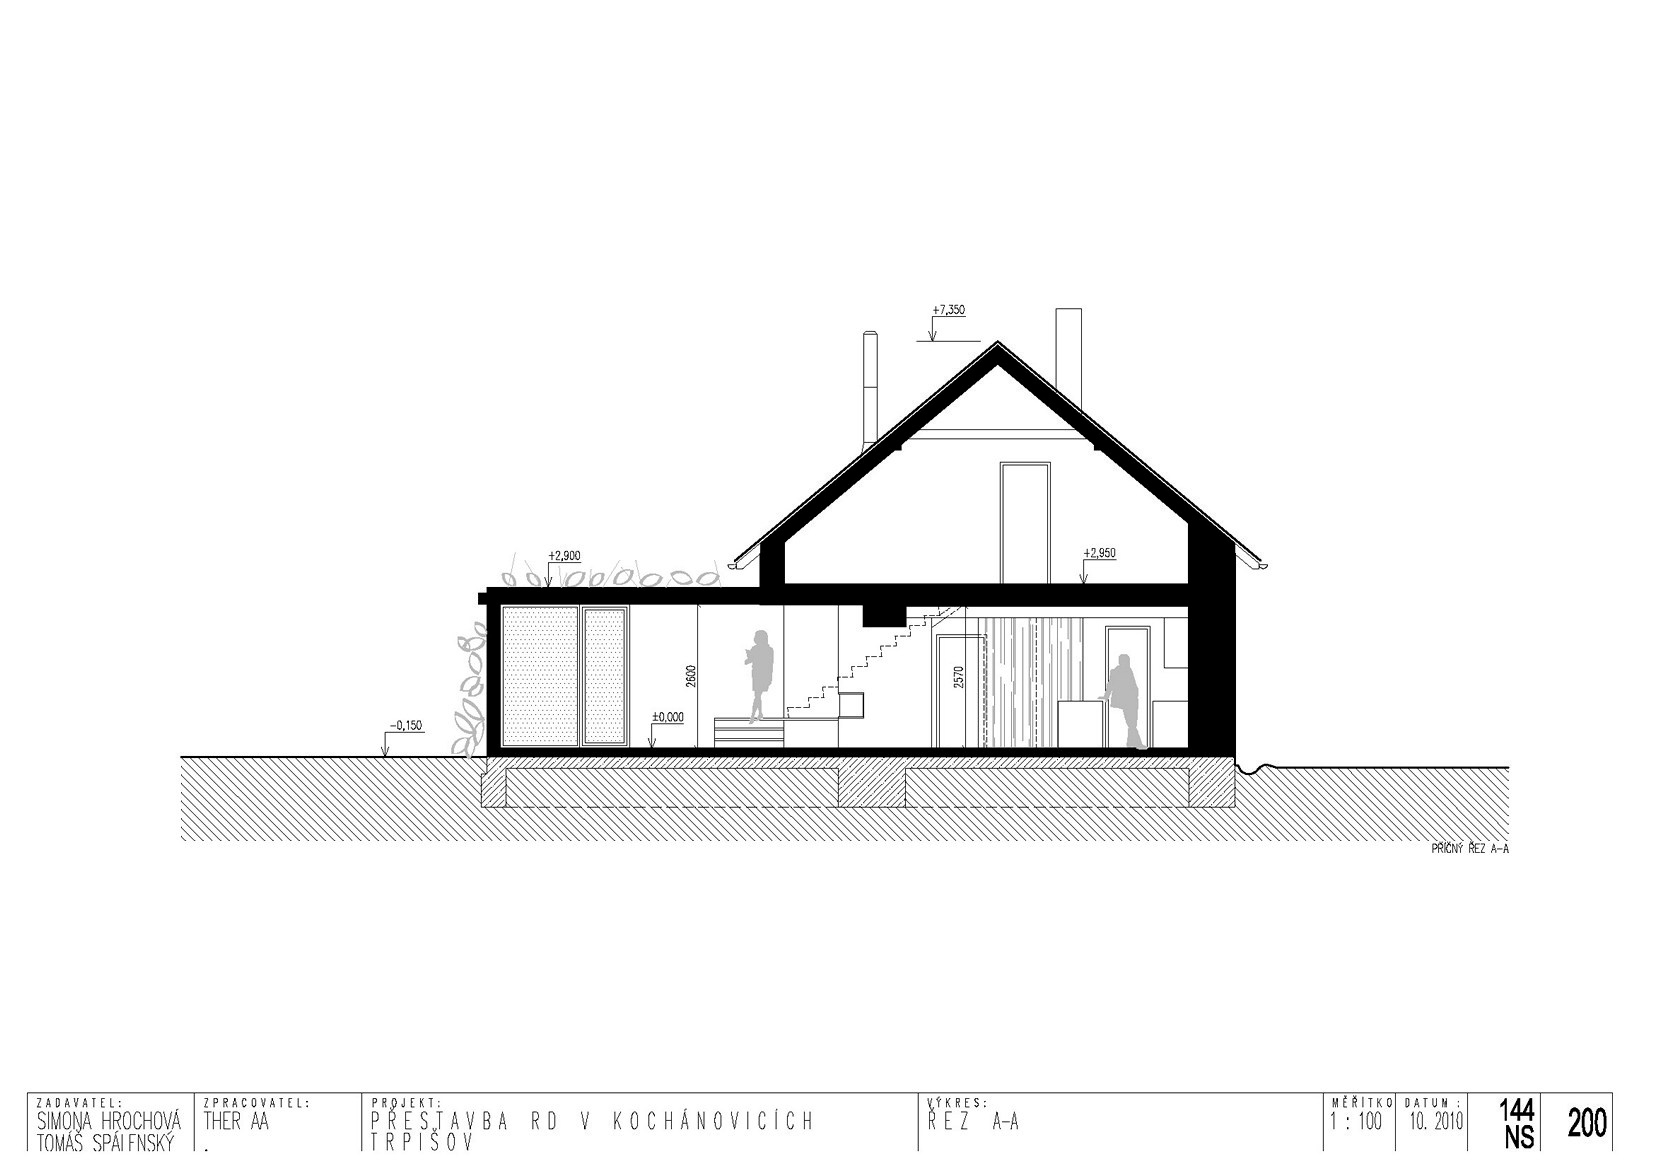 +7,350
+2,900
+2,950
2600
2570
±0,000
-0,150
PŘÍČNÝ ŘEZ A-A
ZADAVATEL:
SIMONA HROCHOVÁ
TOMÁŠ SPÁLENSKÝ
ZPRACOVATEL:
THER AA
.
PROJEKT:
PŘESTAVBA RD V KOCHÁNOVICÍCH
TRPIŠOV
VÝKRES:
ŘEZ A-A
MĚŘÍTKO
1 : 100
DATUM :
10. 2010
144
NS
200